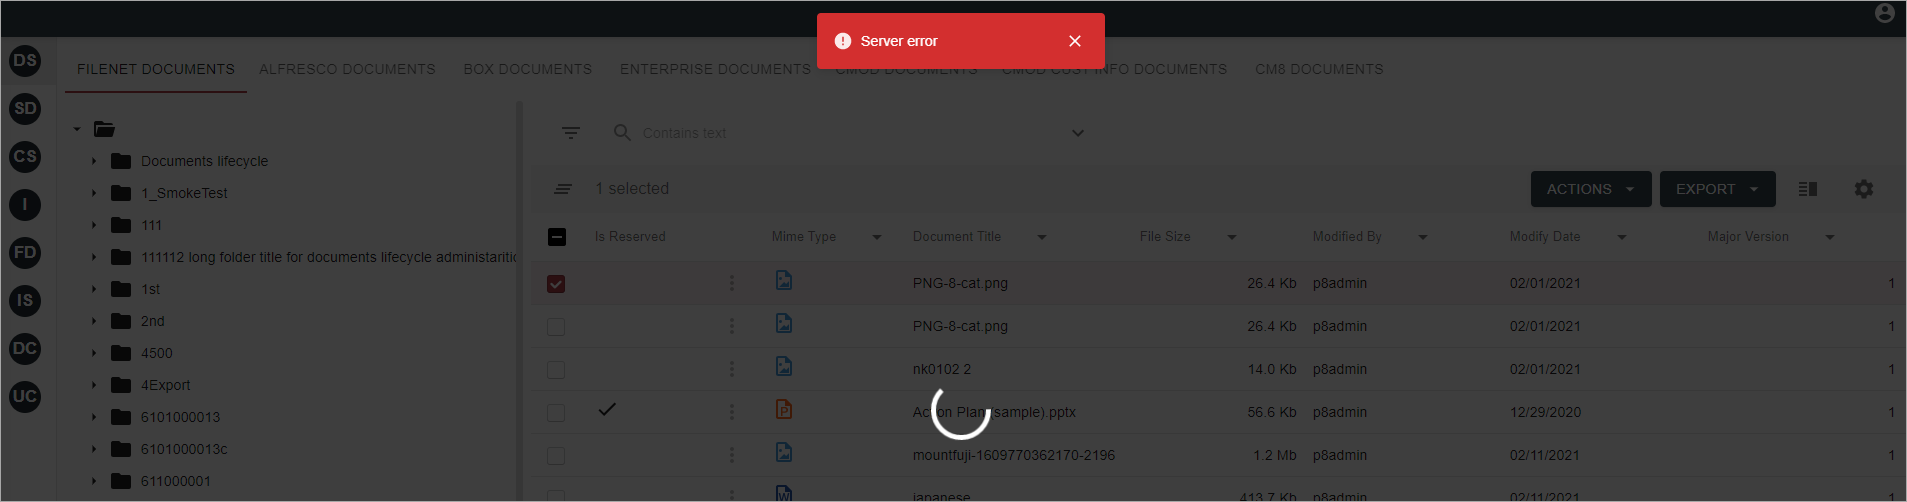 Server error
DS
SD
CS
I
FD
IS
DC
UC
FILENET DOCUMENTS ALFRESCO DOCUMENTS BOX DOCUMENTS ENTERPRISE DOCUMENTS CMOD DOCUMENTS CMOD CUST INFO DOCUMENTS CM8 DOCUMENTS
Documents lifecycle
1_SmokeTest
111
111112 long folder title for documents lifecycle administaritio
1st
2nd
4500
4Export
6101000013
6101000013c
611000001
Contains text
1 selected ACTIONS EXPORT
Is Reserved Mime Type Document Title File Size Modified By Modify Date Major Version
PNG-8-cat.png 26.4 Kb p8admin 02/01/2021 1
PNG-8-cat.png 26.4 Kb p8admin 02/01/2021 1
nk0102 2 14.0 Kb p8admin 02/01/2021 1
P Action Plan(sample).pptx 56.6 Kb p8admin 12/29/2020 1
mountfuji-1609770362170-2196 1.2 Mb p8admin 02/11/2021 1
W japanese 413.7 Kb p8admin 02/11/2021 1